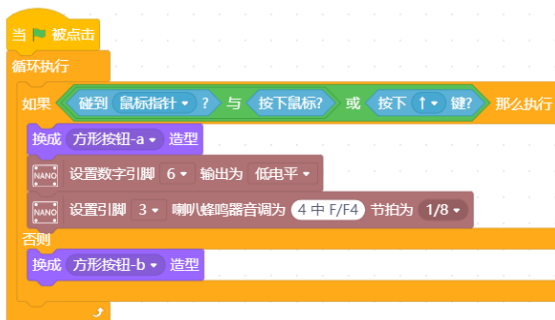 当 被点击
循环执行
如果 碰到 鼠标指针 ? 与 按下鼠标? 或 按下 ↑ 键? 那么执行
换成 方形按钮-a 造型
NANO 设置数字引脚 6 输出为 低电平
NANO 设置引脚 3 喇叭蜂鸣器音调为 4 中 F/F4 节拍为 1/8
否则
换成 方形按钮-b 造型